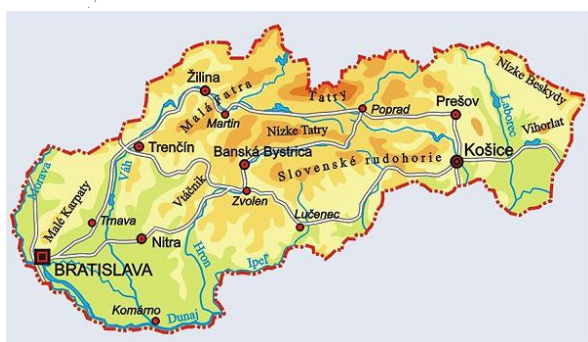 Žilina
Malá Fatra
Tatry
Nízke Beskydy
Martin
Poprad
Prešov
Laborec
Nízke Tatry
Vihorlat
Trenčín
Banská Bystrica
Slovenské rudohorie
Košice
Morava
Malé Karpaty
Váh
Vtáčnik
Zvolen
Trnava
Lučenec
Nitra
Hron
Ipeľ
BRATISLAVA
Komárno
Dunaj